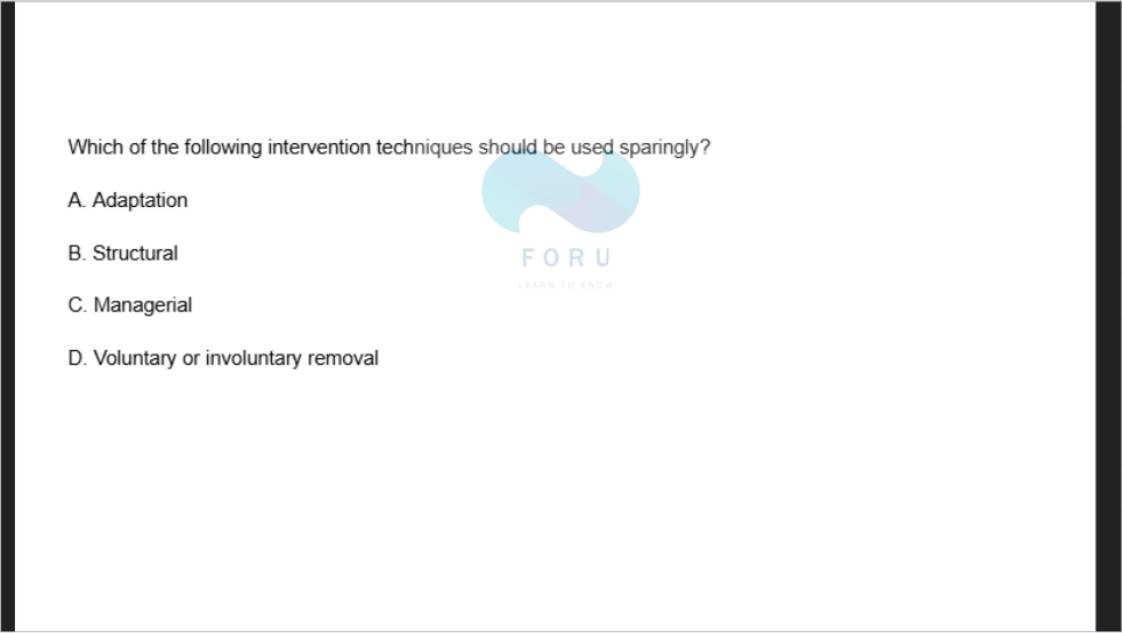 Which of the following intervention techniques should be used sparingly?
A. Adaptation
FORU
B. Structural
LEARN TO KNOW
C. Managerial
D. Voluntary or involuntary removal